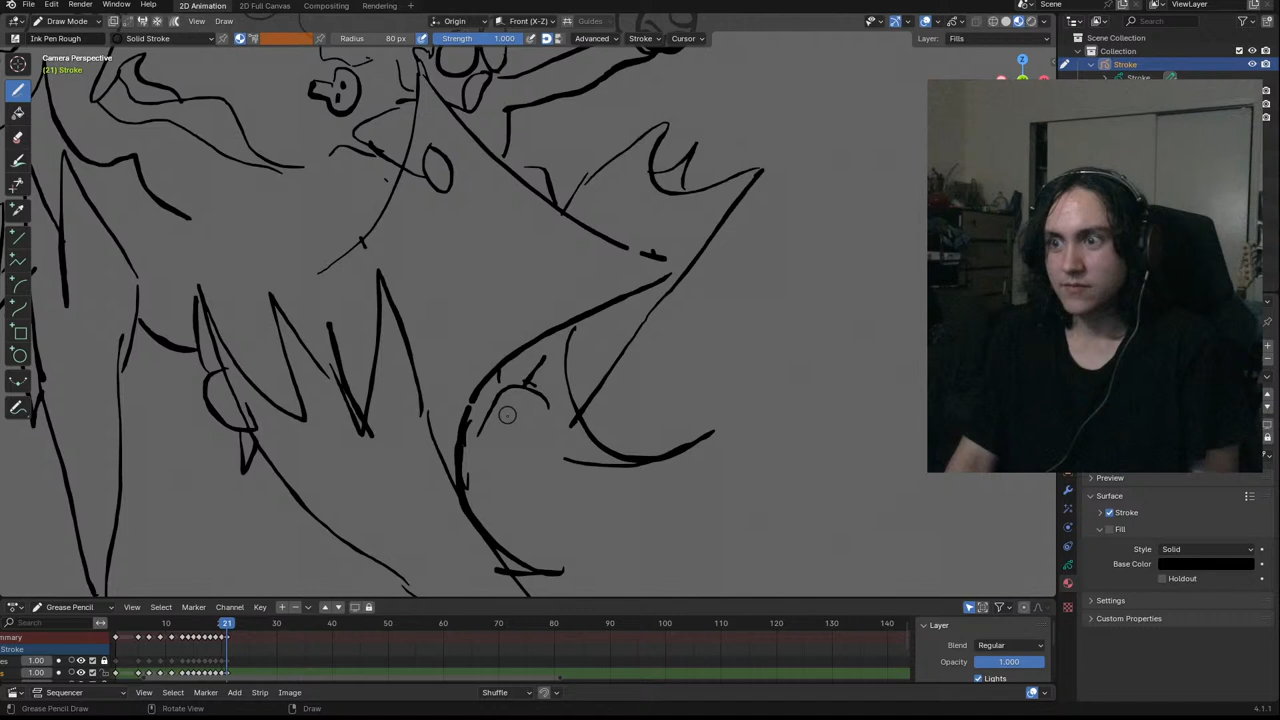 File Edit Render Window Help 2D Animation 2D Full Canvas Compositing Rendering + Scene ViewLayer
Draw Mode View Draw Origin Front (X-Z) Guides
Ink Pen Rough Solid Stroke Radius 80 px Strength 1.000 Advanced Stroke Cursor Layer: Fills
Scene Collection
Collection
Stroke
Stroke
Camera Perspective
(21) Stroke
Preview
Surface
Stroke
Fill
Style Solid
Base Color
Holdout
Settings
Custom Properties
Grease Pencil View Select Marker Channel Key
Search 10 21 30 40 50 60 70 80 90 100 110 120 130 140
mmary
Stroke
es 1.00
s 1.00
Layer
Blend Regular
Opacity 1.000
Lights
Sequencer View Select Marker Add Strip Image Shuffle
Grease Pencil Draw Rotate View Draw 4.1.1